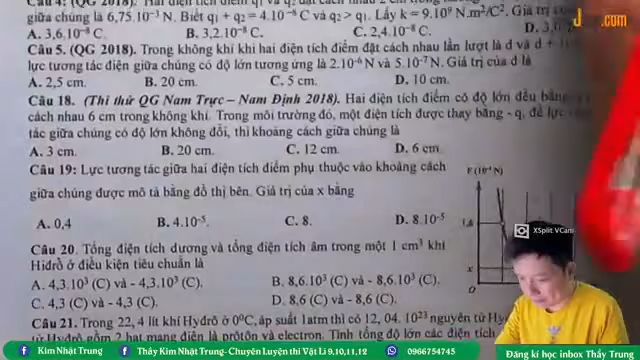 giữa chúng là 6,75.10⁻³ N. Biết q₁ + q₂ = 4.10⁻⁸ C và q₂ > q₁. Lấy k = 9.10⁹ N.m²/C². Giá trị
A. 3,6.10⁻⁸ C. B. 3,2.10⁻⁸ C. C. 2,4.10⁻⁸ C. D.
Câu 5. (QG 2018). Trong không khí khi hai điện tích điểm đặt cách nhau lần lượt là d và d +
lực tương tác điện giữa chúng có độ lớn tương ứng là 2.10⁻⁶ N và 5.10⁻⁷ N. Giá trị của d là
A. 2,5 cm. B. 20 cm. C. 5 cm. D. 10 cm.
Câu 18. (Thi thử QG Nam Trực – Nam Định 2018). Hai điện tích điểm có độ lớn đều bằng
cách nhau 6 cm trong không khí. Trong môi trường đó, một điện tích được thay bằng - q, để lực
tác giữa chúng có độ lớn không đổi, thì khoảng cách giữa chúng là
A. 3 cm. B. 20 cm. C. 12 cm. D. 6 cm
Câu 19: Lực tương tác giữa hai điện tích điểm phụ thuộc vào khoảng cách
giữa chúng được mô tả bằng đồ thị bên. Giá trị của x bằng
A. 0,4 B. 4.10⁻⁵. C. 8. D. 8.10⁻⁵
x
O
XSplit VCam
Câu 20. Tổng điện tích dương và tổng điện tích âm trong một 1 cm³ khí
Hiđrô ở điều kiện tiêu chuẩn là
A. 4,3.10³ (C) và - 4,3.10³ (C). B. 8,6.10³ (C) và - 8,6.10³ (C).
C. 4,3 (C) và - 4,3 (C). D. 8,6 (C) và - 8,6 (C).
Câu 21. Trong 22, 4 lít khí Hyđrô ở 0⁰C, áp suất 1atm thì có 12, 04. 10²³ nguyên tử
tử Hyđrô gồm 2 hạt mang điện là prôtôn và electron. Tính tổng độ lớn các điện tích
Kim Nhật Trung Thầy Kim Nhật Trung- Chuyên Luyện thi Vật Lí 9,10,11,12 0966754745 Đăng kí học inbox Thầy Trung